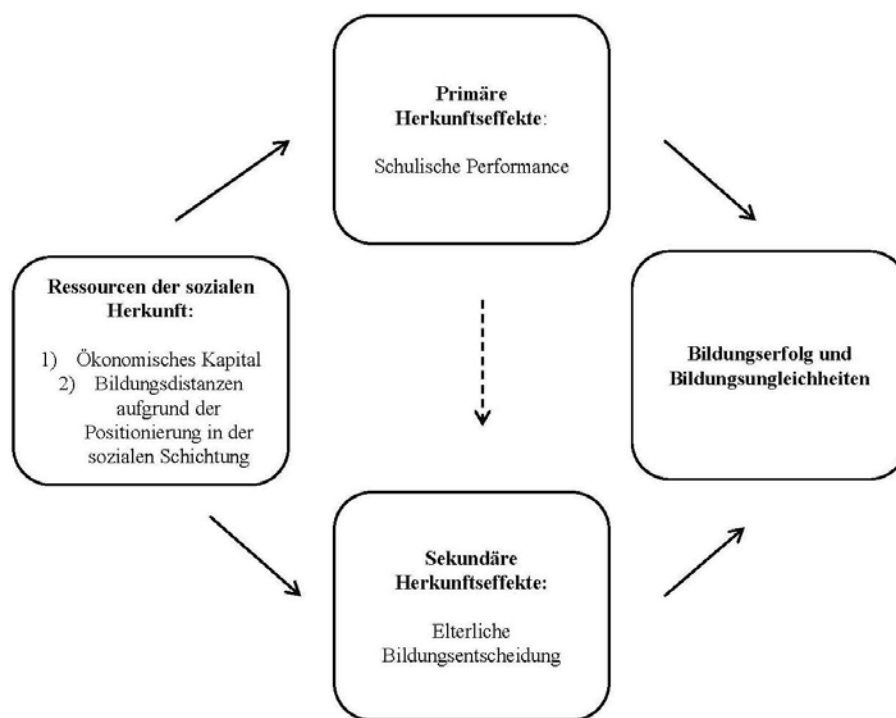 Primäre
Herkunftseffekte:
Schulische Performance
Ressourcen der sozialen
Herkunft:
1) Ökonomisches Kapital
2) Bildungsdistanzen
aufgrund der
Positionierung in der
sozialen Schichtung
Bildungserfolg und
Bildungsungleichheiten
Sekundäre
Herkunftseffekte:
Elterliche
Bildungsentscheidung